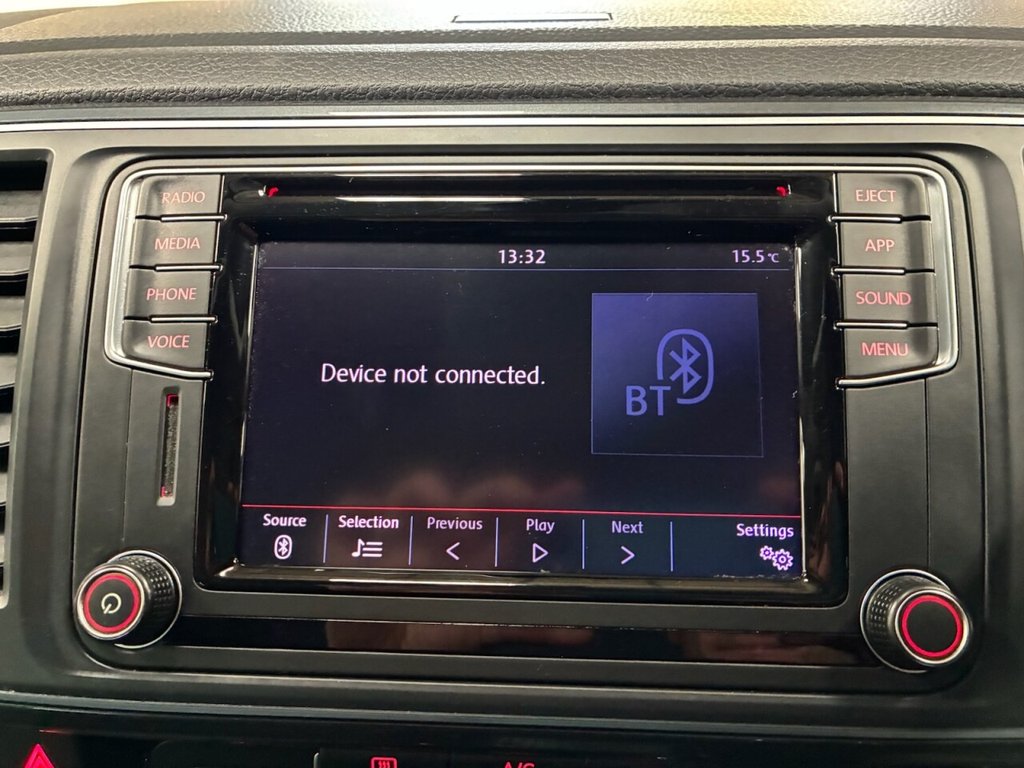 RADIO
MEDIA
PHONE
VOICE
EJECT
APP
SOUND
MENU
13:32
15.5°C
Device not connected.
BT
Source
Selection
Previous
Play
Next
Settings
A/C